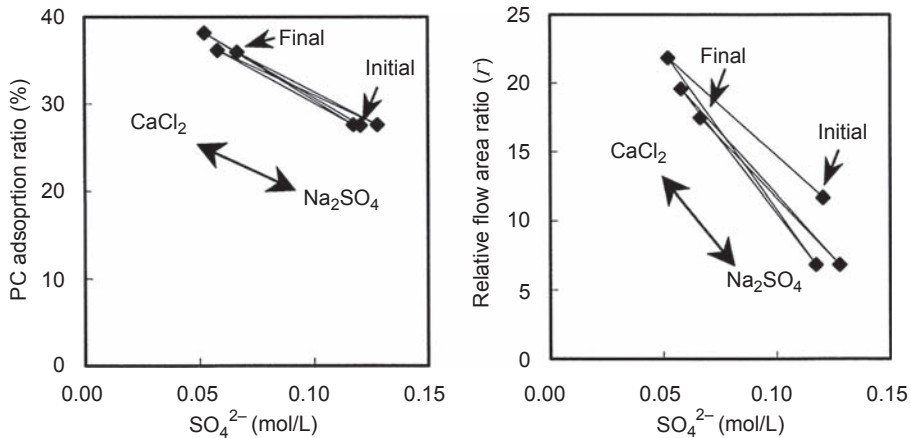 PC adsoprtion ratio (%)
40
30
20
10
0
0.00 0.05 0.10 0.15
SO₄²⁻ (mol/L)
Final
Initial
CaCl₂
Na₂SO₄
Relative flow area ratio (Γ)
25
20
15
10
5
0
0.00 0.05 0.10 0.15
SO₄²⁻ (mol/L)
Final
Initial
CaCl₂
Na₂SO₄